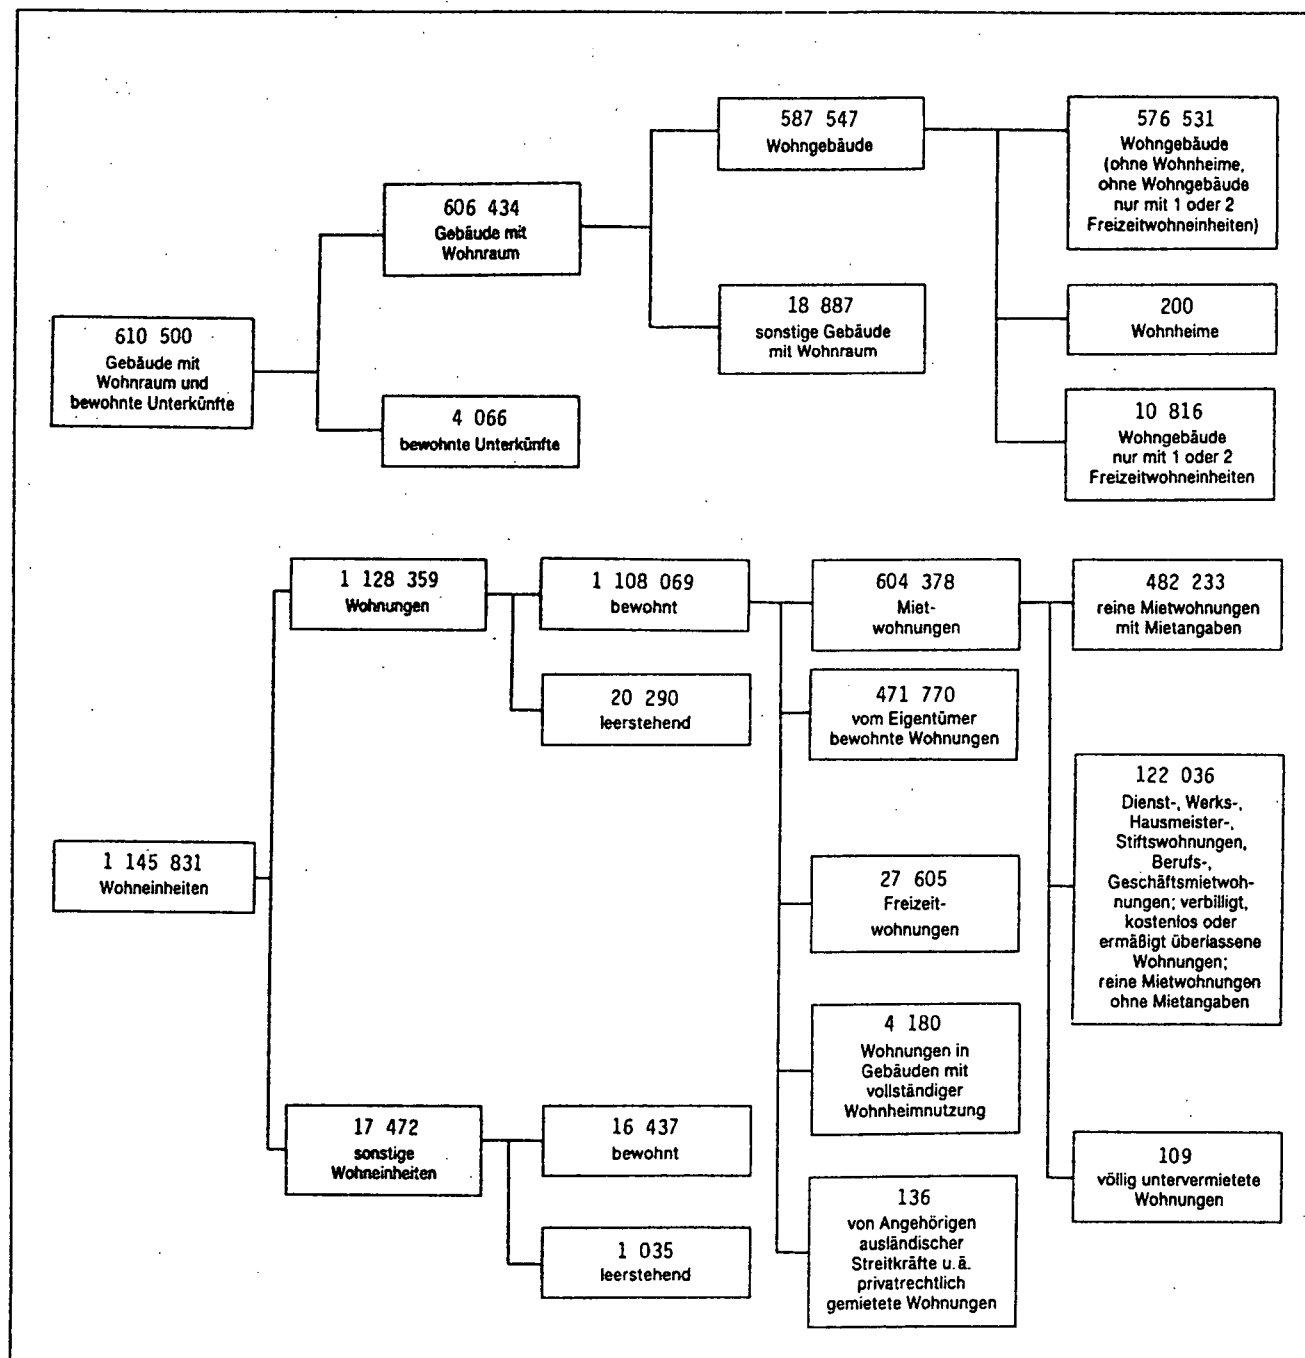 587 547
Wohngebäude
576 531
Wohngebäude
(ohne Wohnheime,
ohne Wohngebäude
nur mit 1 oder 2
Freizeitwohneinheiten)
606 434
Gebäude mit
Wohnraum
18 887
sonstige Gebäude
mit Wohnraum
200
Wohnheime
610 500
Gebäude mit
Wohnraum und
bewohnte Unterkünfte
4 066
bewohnte Unterkünfte
10 816
Wohngebäude
nur mit 1 oder 2
Freizeitwohneinheiten
1 128 359
Wohnungen
1 108 069
bewohnt
604 378
Miet-
wohnungen
482 233
reine Mietwohnungen
mit Mietangaben
20 290
leerstehend
471 770
vom Eigentümer
bewohnte Wohnungen
122 036
Dienst-, Werks-,
Hausmeister-,
Stiftswohnungen,
Berufs-,
Geschäftsmietwoh-
nungen; verbilligt,
kostenlos oder
ermäßigt überlassene
Wohnungen;
reine Mietwohnungen
ohne Mietangaben
1 145 831
Wohneinheiten
27 605
Freizeit-
wohnungen
4 180
Wohnungen in
Gebäuden mit
vollständiger
Wohnheimnutzung
17 472
sonstige
Wohneinheiten
16 437
bewohnt
109
völlig untervermietete
Wohnungen
1 035
leerstehend
136
von Angehörigen
ausländischer
Streitkräfte u.ä.
privatrechtlich
gemietete Wohnungen